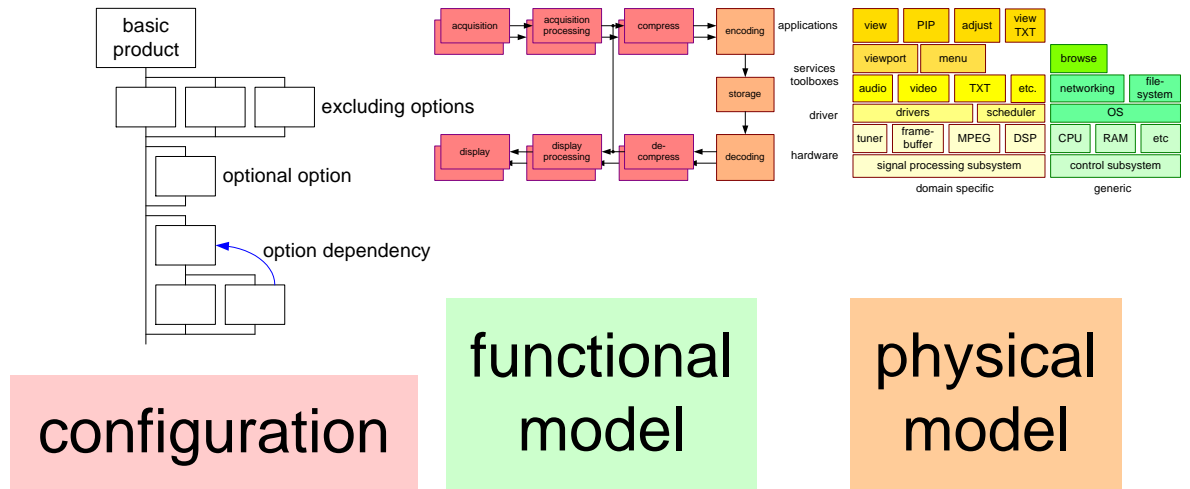 basic
product
excluding options
optional option
option dependency
configuration
acquisition
acquisition
processing
compress
encoding
storage
display
display
processing
de-
compress
decoding
functional
model
applications
view
PIP
adjust
view
TXT
services
toolboxes
viewport
menu
browse
audio
video
TXT
etc.
networking
file-
system
driver
drivers
scheduler
OS
hardware
tuner
frame-
buffer
MPEG
DSP
CPU
RAM
etc
signal processing subsystem
control subsystem
domain specific
generic
physical
model